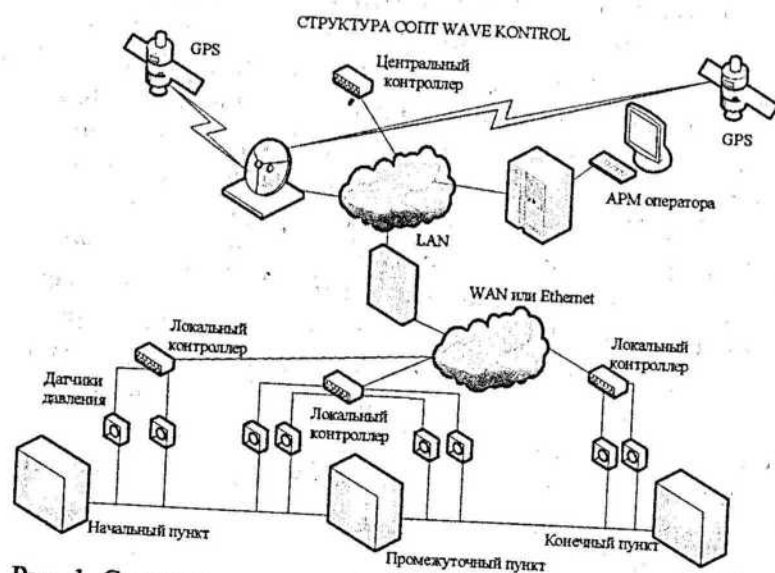 СТРУКТУРА СОПТ WAVE KONTROL
GPS
Центральный
контроллер
GPS
АРМ оператора
LAN
WAN или Ethernet
Локальный
контроллер
Локальный
контроллер
Датчики
давления
Локальный
контроллер
Начальный пункт
Промежуточный пункт
Конечный пункт